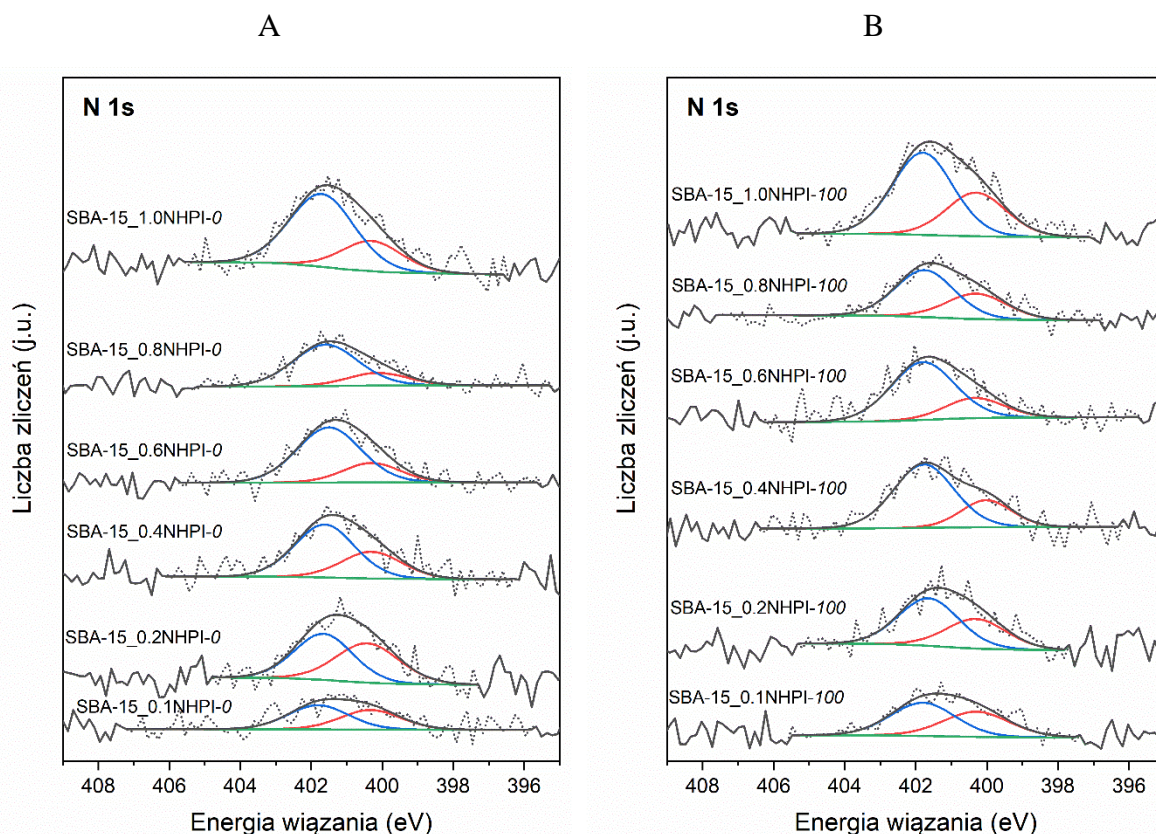 A
B
N 1s
SBA-15_1.0NHPI-0
SBA-15_0.8NHPI-0
SBA-15_0.6NHPI-0
SBA-15_0.4NHPI-0
SBA-15_0.2NHPI-0
SBA-15_0.1NHPI-0
Liczba zliczeń (j.u.)
408 406 404 402 400 398 396
Energia wiązania (eV)
N 1s
SBA-15_1.0NHPI-100
SBA-15_0.8NHPI-100
SBA-15_0.6NHPI-100
SBA-15_0.4NHPI-100
SBA-15_0.2NHPI-100
SBA-15_0.1NHPI-100
Liczba zliczeń (j.u.)
408 406 404 402 400 398 396
Energia wiązania (eV)